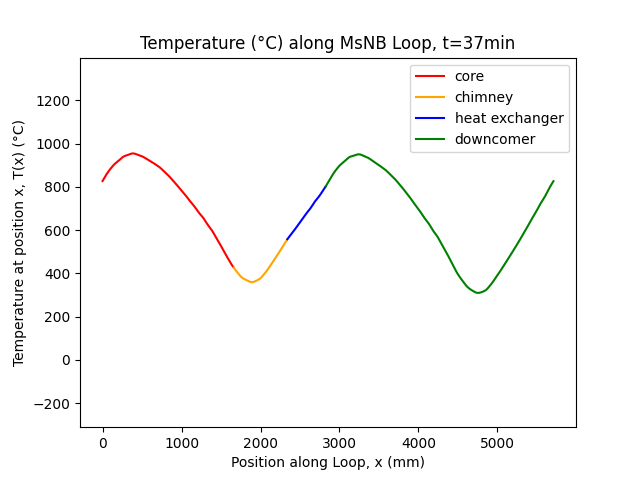 Temperature (°C) along MsNB Loop, t=37min
core
chimney
heat exchanger
downcomer
1200
1000
800
600
400
200
0
−200
Temperature at position x, T(x) (°C)
0 1000 2000 3000 4000 5000
Position along Loop, x (mm)